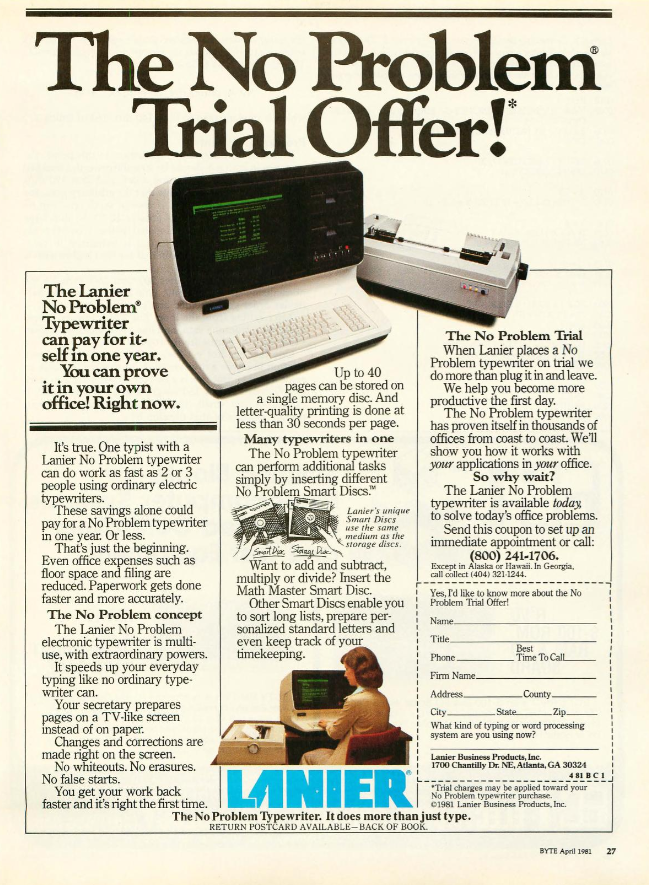 The No Problem®
Trial Offer!*
The Lanier
No Problem®
Typewriter
can pay for it-
self in one year.
You can prove
it in your own
office! Right now.
It's true. One typist with a
Lanier No Problem typewriter
can do work as fast as 2 or 3
people using ordinary electric
typewriters.
These savings alone could
pay for a No Problem typewriter
in one year. Or less.
That's just the beginning.
Even office expenses such as
floor space and filing are
reduced. Paperwork gets done
faster and more accurately.
The No Problem concept
The Lanier No Problem
electronic typewriter is multi-
use, with extraordinary powers.
It speeds up your everyday
typing like no ordinary type-
writer can.
Your secretary prepares
pages on a TV-like screen
instead of on paper.
Changes and corrections are
made right on the screen.
No whiteouts. No erasures.
No false starts.
You get your work back
faster and it's right the first time.
Up to 40
pages can be stored on
a single memory disc. And
letter-quality printing is done at
less than 30 seconds per page.
Many typewriters in one
The No Problem typewriter
can perform additional tasks
simply by inserting different
No Problem Smart Discs.™
Lanier's unique
Smart Discs
use the same
medium as the
storage discs.
Smart Disc Storage Disc
Want to add and subtract,
multiply or divide? Insert the
Math Master Smart Disc.
Other Smart Discs enable you
to sort long lists, prepare per-
sonalized standard letters and
even keep track of your
timekeeping.
LANIER®
The No Problem Trial
When Lanier places a No
Problem typewriter on trial we
do more than plug it in and leave.
We help you become more
productive the first day.
The No Problem typewriter
has proven itself in thousands of
offices from coast to coast. We'll
show you how it works with
your applications in your office.
So why wait?
The Lanier No Problem
typewriter is available today,
to solve today's office problems.
Send this coupon to set up an
immediate appointment or call:
(800) 241-1706.
Except in Alaska or Hawaii. In Georgia,
call collect (404) 321-1244.
Yes, I'd like to know more about the No
Problem Trial Offer!
Name
Title
Phone Best Time To Call
Firm Name
Address County
City State Zip
What kind of typing or word processing
system are you using now?
Lanier Business Products, Inc.
1700 Chantilly Dr. NE, Atlanta, GA 30324
4 81 B C 1
*Trial charges may be applied toward your
No Problem typewriter purchase.
©1981 Lanier Business Products, Inc.
The No Problem Typewriter. It does more than just type.
RETURN POSTCARD AVAILABLE—BACK OF BOOK.
BYTE April 1981 27